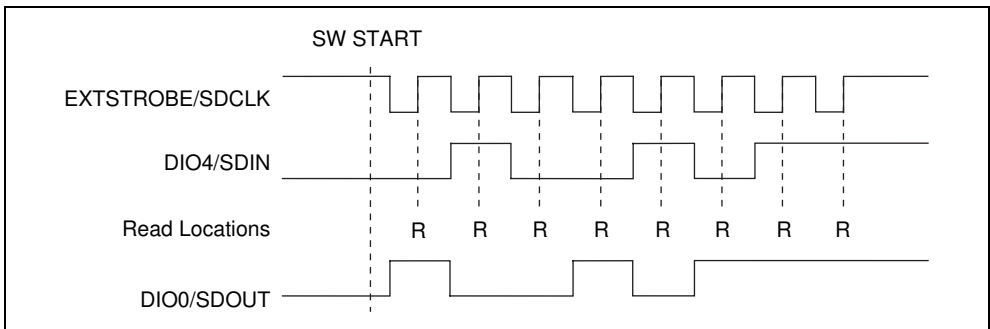 SW START
EXTSTROBE/SDCLK
DIO4/SDIN
Read Locations R R R R R R R R
DIO0/SDOUT